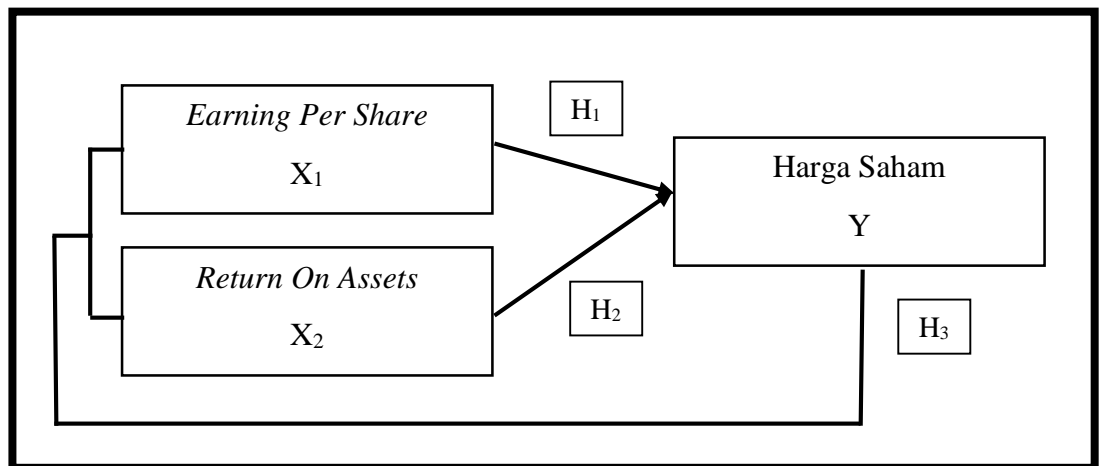 Earning Per Share
X₁
H₁
Harga Saham
Y
Return On Assets
X₂
H₂
H₃